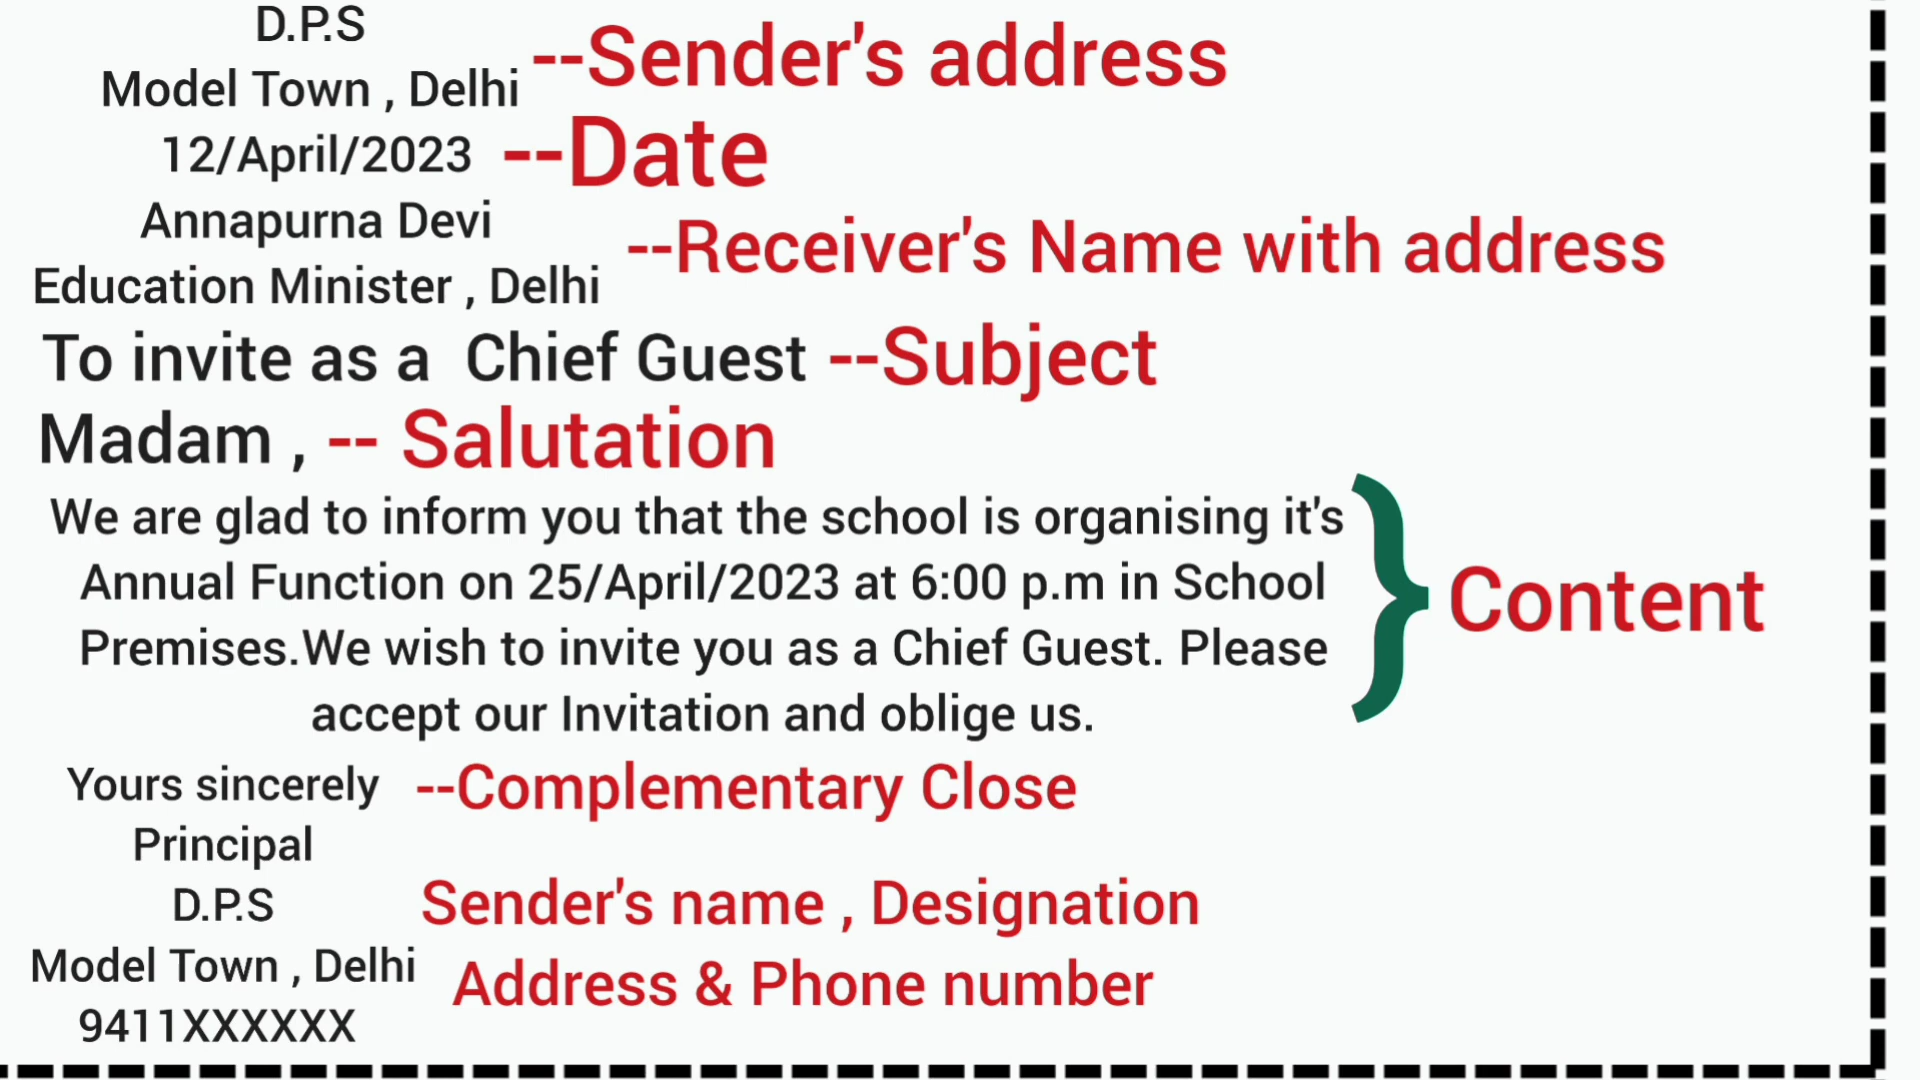 D.P.S
Model Town , Delhi
--Sender's address
12/April/2023 --Date
Annapurna Devi
Education Minister , Delhi
--Receiver's Name with address
To invite as a Chief Guest --Subject
Madam , -- Salutation
We are glad to inform you that the school is organising it's
Annual Function on 25/April/2023 at 6:00 p.m in School
Premises.We wish to invite you as a Chief Guest. Please
accept our Invitation and oblige us.
} Content
Yours sincerely --Complementary Close
Principal
D.P.S
Model Town , Delhi
9411XXXXXX
Sender's name , Designation
Address & Phone number